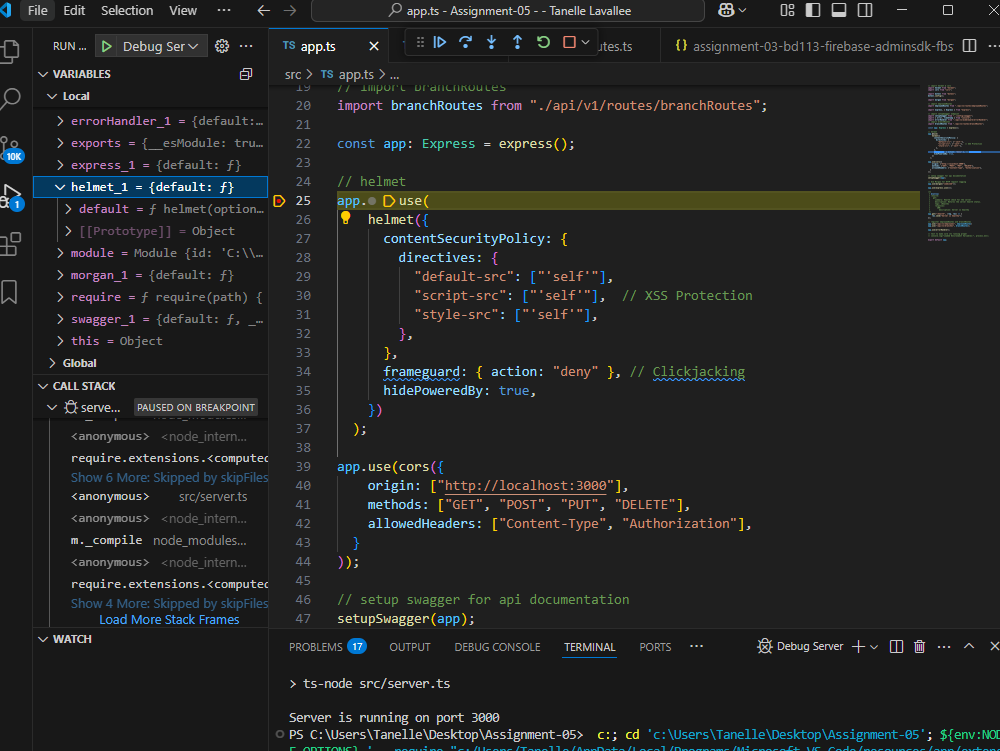 File Edit Selection View ··· app.ts - Assignment-05 - - Tanelle Lavallee
RUN ... Debug Ser ···
10K
1
VARIABLES
Local
errorHandler_1 = {default:...
exports = {__esModule: tru...
express_1 = {default: ƒ}
helmet_1 = {default: ƒ}
default = ƒ helmet(option...
[[Prototype]] = Object
module = Module {id: 'C:\\...
morgan_1 = {default: ƒ}
require = ƒ require(path) {
swagger_1 = {default: ƒ, _...
this = Object
Global
CALL STACK
serve... PAUSED ON BREAKPOINT
<anonymous> <node_intern...
require.extensions.<computed
Show 6 More: Skipped by skipFiles
<anonymous> src/server.ts
<anonymous> <node_intern...
m._compile node_modules...
<anonymous> <node_intern...
require.extensions.<computed
Show 4 More: Skipped by skipFiles
Load More Stack Frames
WATCH
TS app.ts utes.ts {} assignment-03-bd113-firebase-adminsdk-fbs ···
src > TS app.ts > ...
19 // import branchRoutes
20 import branchRoutes from "./api/v1/routes/branchRoutes";
21
22 const app: Express = express();
23
24 // helmet
25 app.use(
26 helmet({
27 contentSecurityPolicy: {
28 directives: {
29 "default-src": ["'self'"],
30 "script-src": ["'self'"], // XSS Protection
31 "style-src": ["'self'"],
32 },
33 },
34 frameguard: { action: "deny" }, // Clickjacking
35 hidePoweredBy: true,
36 })
37 );
38
39 app.use(cors({
40 origin: ["http://localhost:3000"],
41 methods: ["GET", "POST", "PUT", "DELETE"],
42 allowedHeaders: ["Content-Type", "Authorization"],
43 }
44 ));
45
46 // setup swagger for api documentation
47 setupSwagger(app);
PROBLEMS 17 OUTPUT DEBUG CONSOLE TERMINAL PORTS ··· Debug Server ···
> ts-node src/server.ts
Server is running on port 3000
PS C:\Users\Tanelle\Desktop\Assignment-05> c:; cd 'c:\Users\Tanelle\Desktop\Assignment-05'; ${env:NO